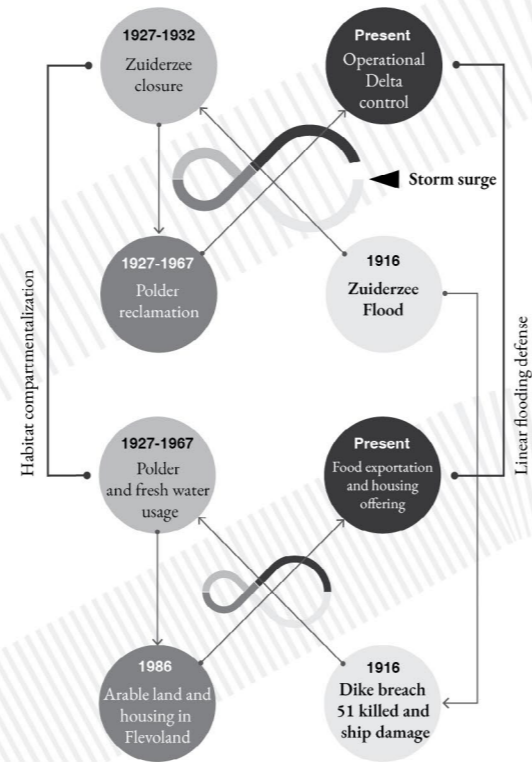 1927-1932
Zuiderzee
closure
Present
Operational
Delta
control
Storm surge
1927-1967
Polder
reclamation
1916
Zuiderzee
Flood
Habitat compartmentalization
Linear flooding defense
1927-1967
Polder
and fresh water
usage
Present
Food exportation
and housing
offering
1986
Arable land and
housing in
Flevoland
1916
Dike breach
51 killed and
ship damage